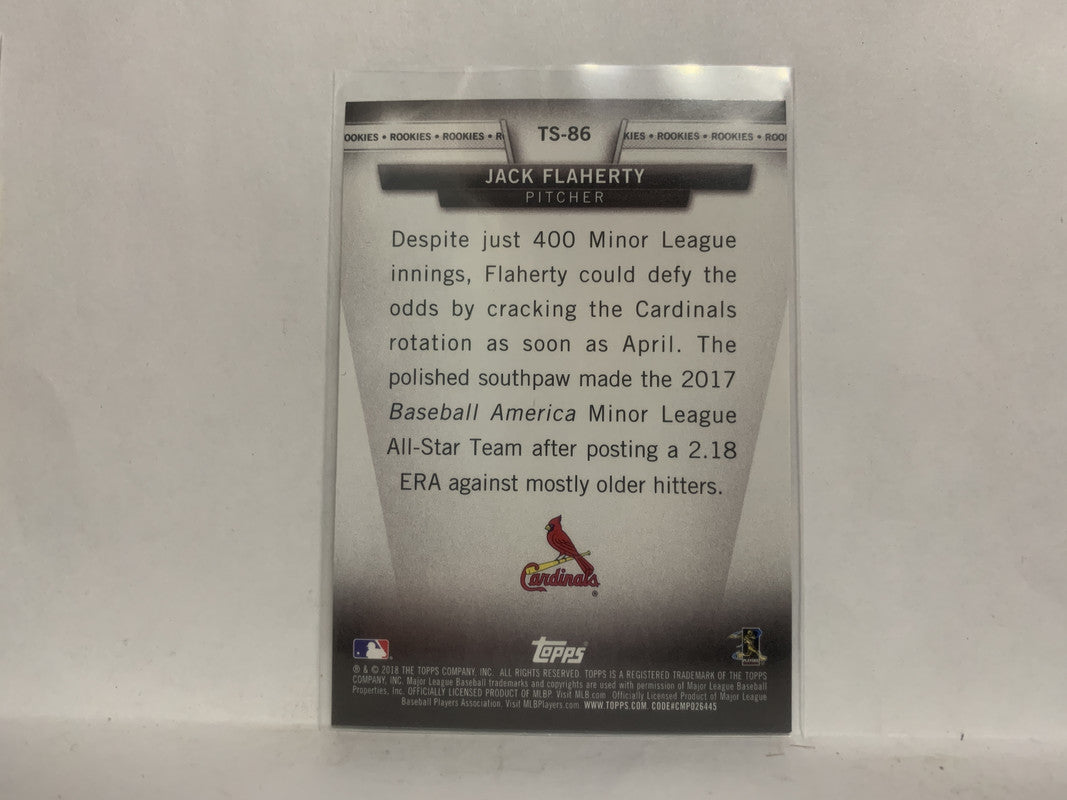 OOKIES • ROOKIES • ROOKIES • R
TS-86
KIES • ROOKIES • ROOKIES • ROO
JACK FLAHERTY
PITCHER
Despite just 400 Minor League
innings, Flaherty could defy the
odds by cracking the Cardinals
rotation as soon as April. The
polished southpaw made the 2017
Baseball America Minor League
All-Star Team after posting a 2.18
ERA against mostly older hitters.
Cardinals
®
topps
PLAYERS
® & © 2018 THE TOPPS COMPANY, INC. ALL RIGHTS RESERVED. TOPPS IS A REGISTERED TRADEMARK OF THE TOPPS
COMPANY, INC. Major League Baseball trademarks and copyrights are used with permission of Major League Baseball
Properties, Inc. OFFICIALLY LICENSED PRODUCT OF MLBP. Visit MLB.com Officially Licensed Product of Major League
Baseball Players Association. Visit MLBPlayers.com WWW.TOPPS.COM. CODE#CMP026445